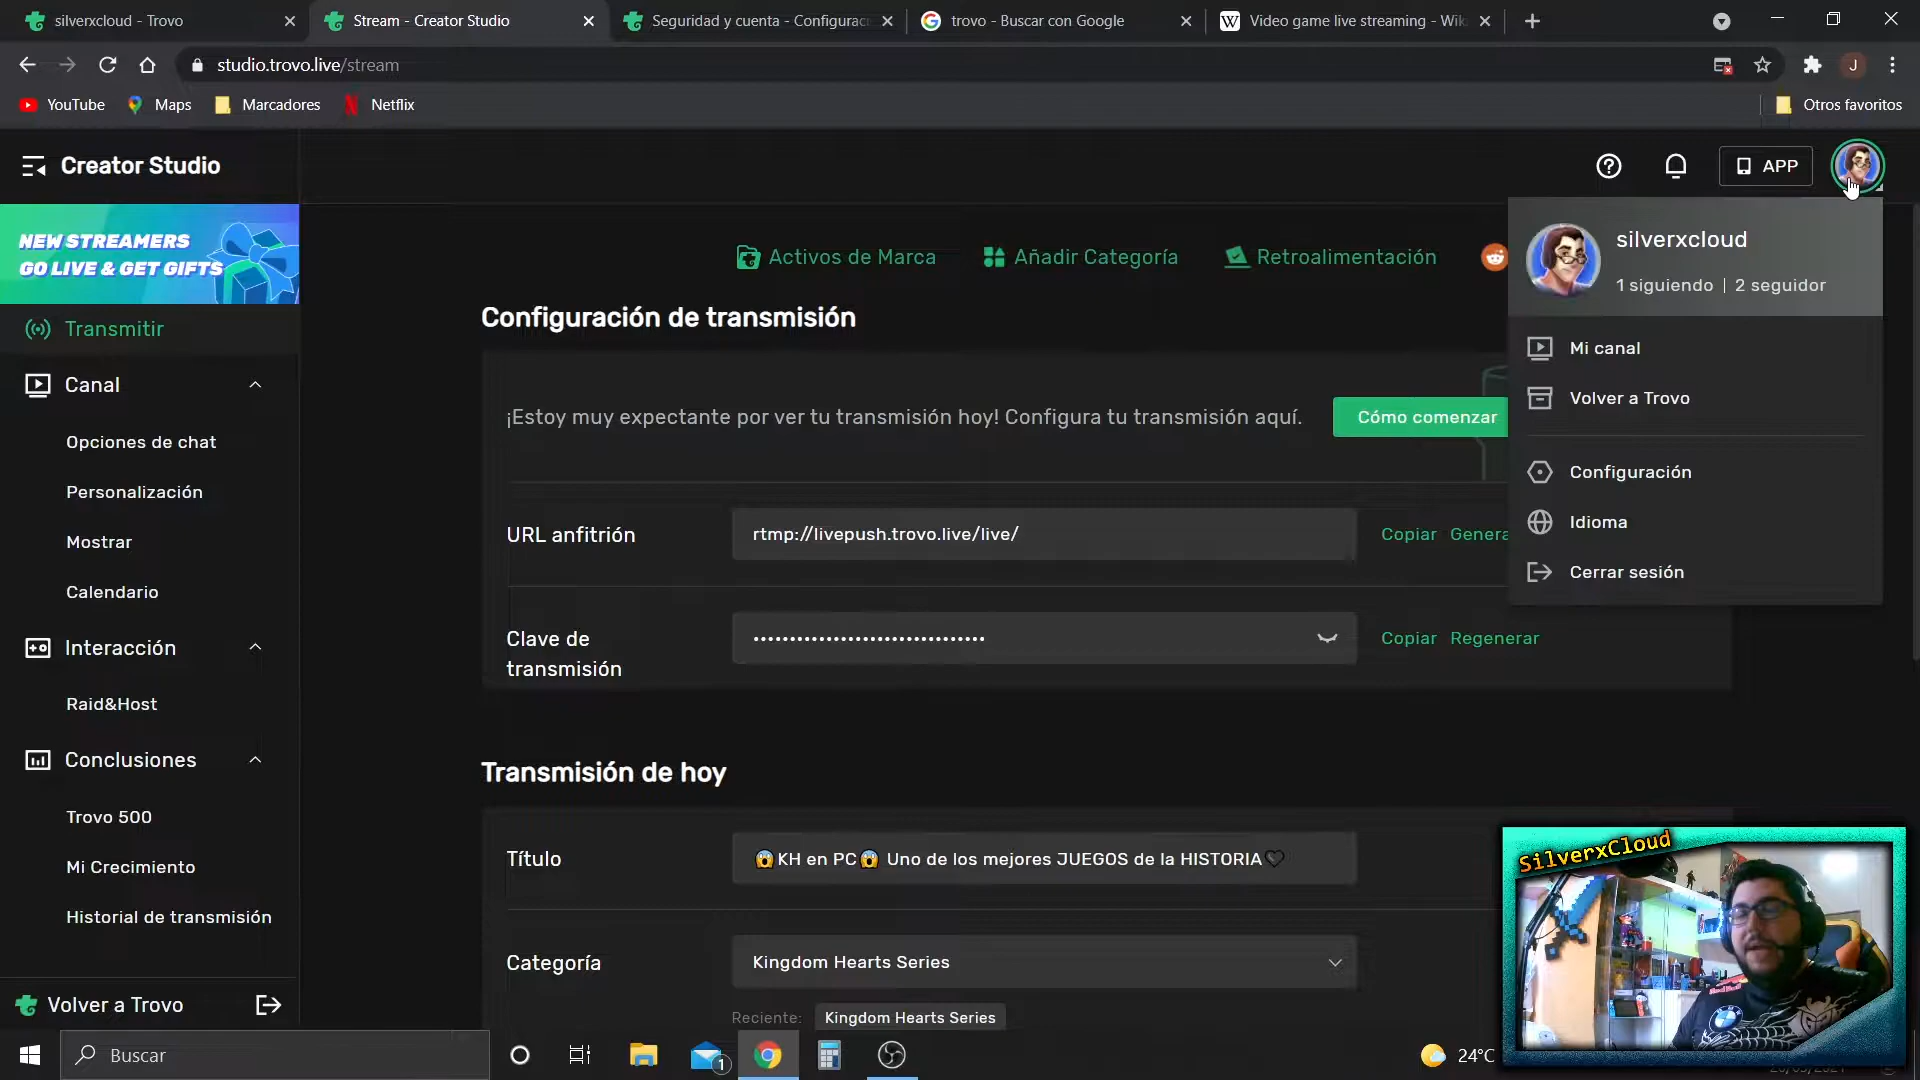 silverxcloud - Trovo
Stream - Creator Studio
Seguridad y cuenta - Configurac
trovo - Buscar con Google
Video game live streaming - Wik
studio.trovo.live/stream
J
YouTube
Maps
Marcadores
Netflix
Otros favoritos
Creator Studio
APP
NEW STREAMERS
GO LIVE & GET GIFTS
Transmitir
Canal
Opciones de chat
Personalización
Mostrar
Calendario
Interacción
Raid&Host
Conclusiones
Trovo 500
Mi Crecimiento
Historial de transmisión
Volver a Trovo
Activos de Marca
Añadir Categoría
Retroalimentación
Configuración de transmisión
¡Estoy muy expectante por ver tu transmisión hoy! Configura tu transmisión aquí.
Cómo comenzar
URL anfitrión
rtmp://livepush.trovo.live/live/
Copiar Genera
Clave de
transmisión
•••••••••••••••••••••••••••••••
Copiar Regenerar
Transmisión de hoy
Título
😱KH en PC😱 Uno de los mejores JUEGOS de la HISTORIA🖤
Categoría
Kingdom Hearts Series
Reciente: Kingdom Hearts Series
silverxcloud
1 siguiendo | 2 seguidor
Mi canal
Volver a Trovo
Configuración
Idioma
Cerrar sesión
SilverxCloud
Buscar
1
24°C